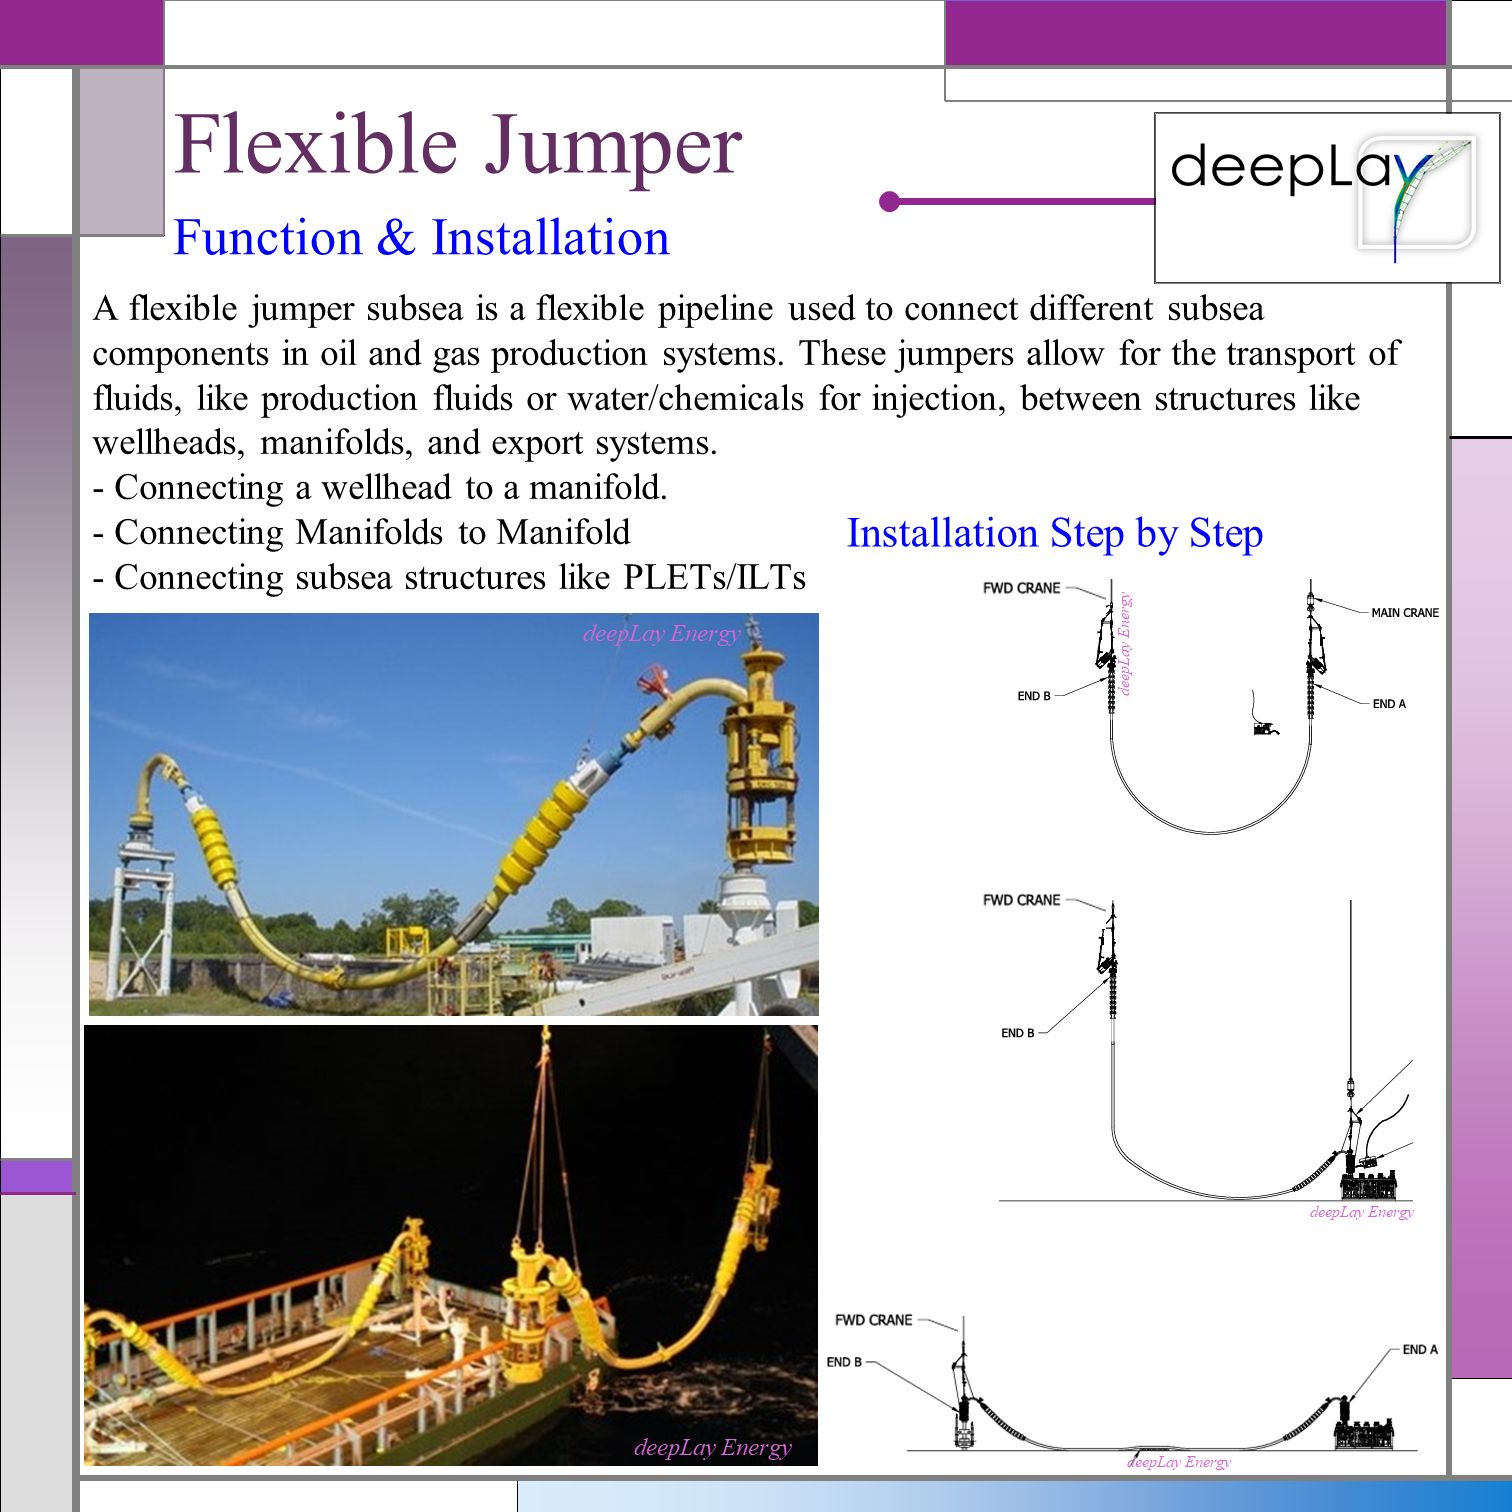 Flexible Jumper
deepLay
Function & Installation
A flexible jumper subsea is a flexible pipeline used to connect different subsea
components in oil and gas production systems. These jumpers allow for the transport of
fluids, like production fluids or water/chemicals for injection, between structures like
wellheads, manifolds, and export systems.
- Connecting a wellhead to a manifold.
- Connecting Manifolds to Manifold
- Connecting subsea structures like PLETs/ILTs
deepLay Energy
deepLay Energy
Installation Step by Step
FWD CRANE
MAIN CRANE
deepLay Energy
END B
END A
FWD CRANE
END B
deepLay Energy
FWD CRANE
END B
END A
deepLay Energy